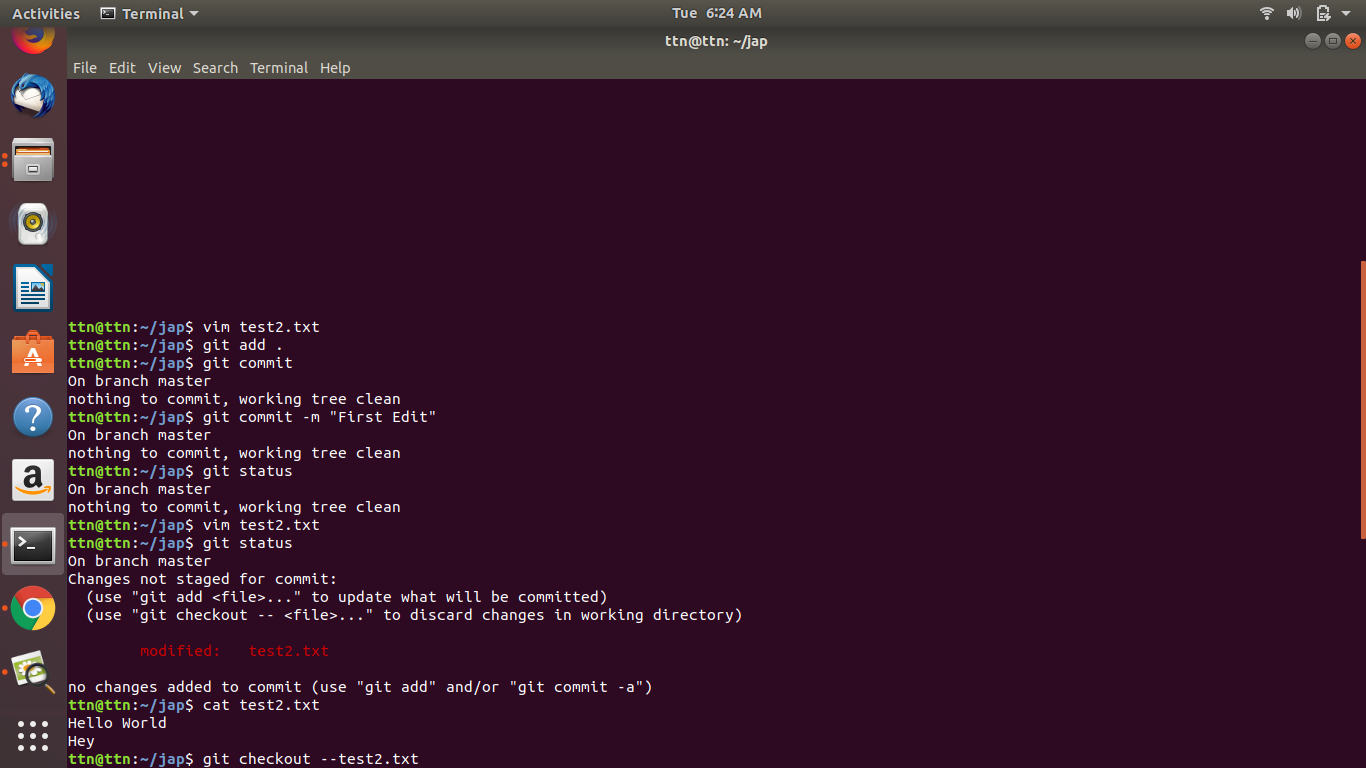 Activities Terminal Tue 6:24 AM
ttn@ttn: ~/jap
File Edit View Search Terminal Help
ttn@ttn:~/jap$ vim test2.txt
ttn@ttn:~/jap$ git add .
ttn@ttn:~/jap$ git commit
On branch master
nothing to commit, working tree clean
ttn@ttn:~/jap$ git commit -m "First Edit"
On branch master
nothing to commit, working tree clean
ttn@ttn:~/jap$ git status
On branch master
nothing to commit, working tree clean
ttn@ttn:~/jap$ vim test2.txt
ttn@ttn:~/jap$ git status
On branch master
Changes not staged for commit:
  (use "git add <file>..." to update what will be committed)
  (use "git checkout -- <file>..." to discard changes in working directory)
        modified:   test2.txt
no changes added to commit (use "git add" and/or "git commit -a")
ttn@ttn:~/jap$ cat test2.txt
Hello World
Hey
ttn@ttn:~/jap$ git checkout --test2.txt